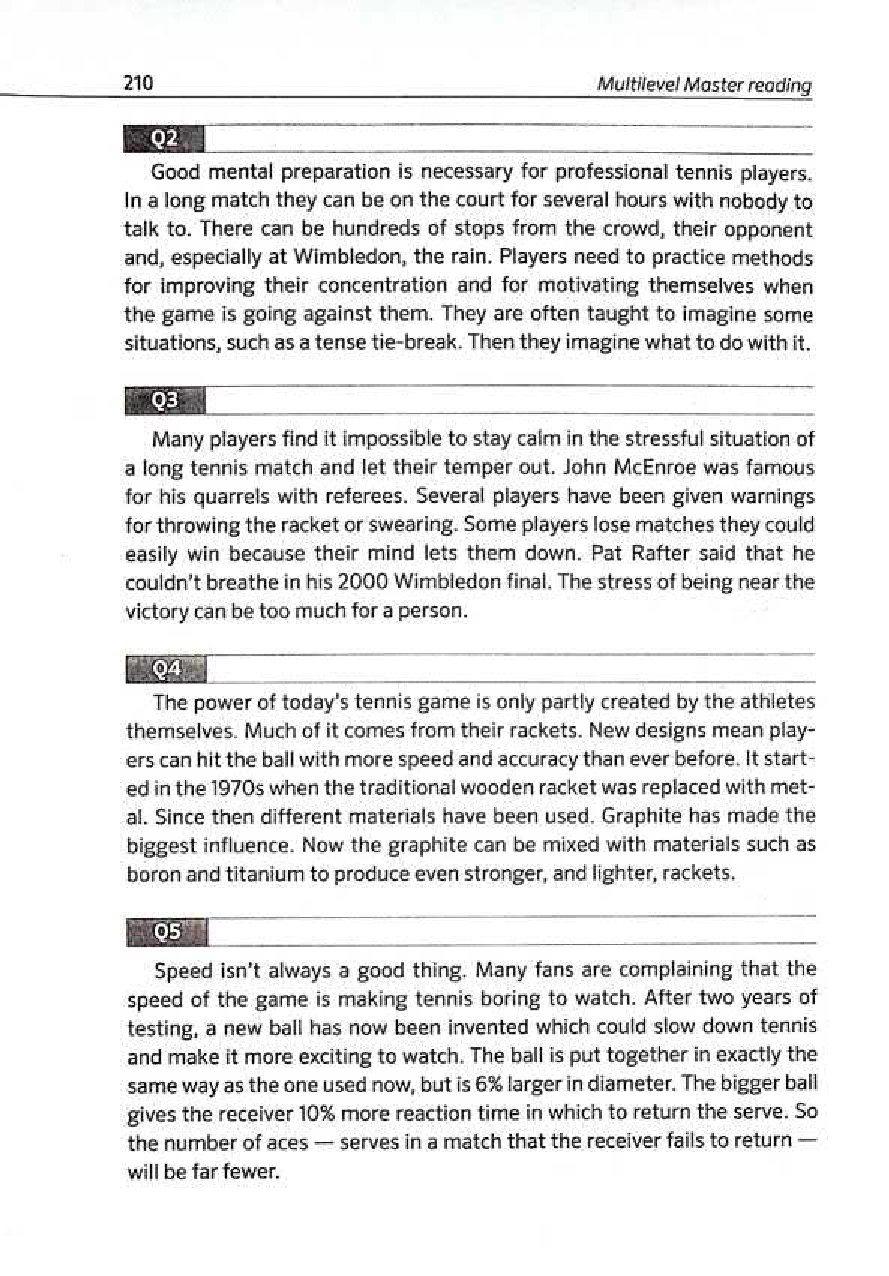 210
Multilevel Master reading
Q2
Good mental preparation is necessary for professional tennis players.
In a long match they can be on the court for several hours with nobody to
talk to. There can be hundreds of stops from the crowd, their opponent
and, especially at Wimbledon, the rain. Players need to practice methods
for improving their concentration and for motivating themselves when
the game is going against them. They are often taught to imagine some
situations, such as a tense tie-break. Then they imagine what to do with it.
Q3
Many players find it impossible to stay calm in the stressful situation of
a long tennis match and let their temper out. John McEnroe was famous
for his quarrels with referees. Several players have been given warnings
for throwing the racket or swearing. Some players lose matches they could
easily win because their mind lets them down. Pat Rafter said that he
couldn't breathe in his 2000 Wimbledon final. The stress of being near the
victory can be too much for a person.
Q4
The power of today's tennis game is only partly created by the athletes
themselves. Much of it comes from their rackets. New designs mean play-
ers can hit the ball with more speed and accuracy than ever before. It start-
ed in the 1970s when the traditional wooden racket was replaced with met-
al. Since then different materials have been used. Graphite has made the
biggest influence. Now the graphite can be mixed with materials such as
boron and titanium to produce even stronger, and lighter, rackets.
Q5
Speed isn't always a good thing. Many fans are complaining that the
speed of the game is making tennis boring to watch. After two years of
testing, a new ball has now been invented which could slow down tennis
and make it more exciting to watch. The ball is put together in exactly the
same way as the one used now, but is 6% larger in diameter. The bigger ball
gives the receiver 10% more reaction time in which to return the serve. So
the number of aces — serves in a match that the receiver fails to return —
will be far fewer.